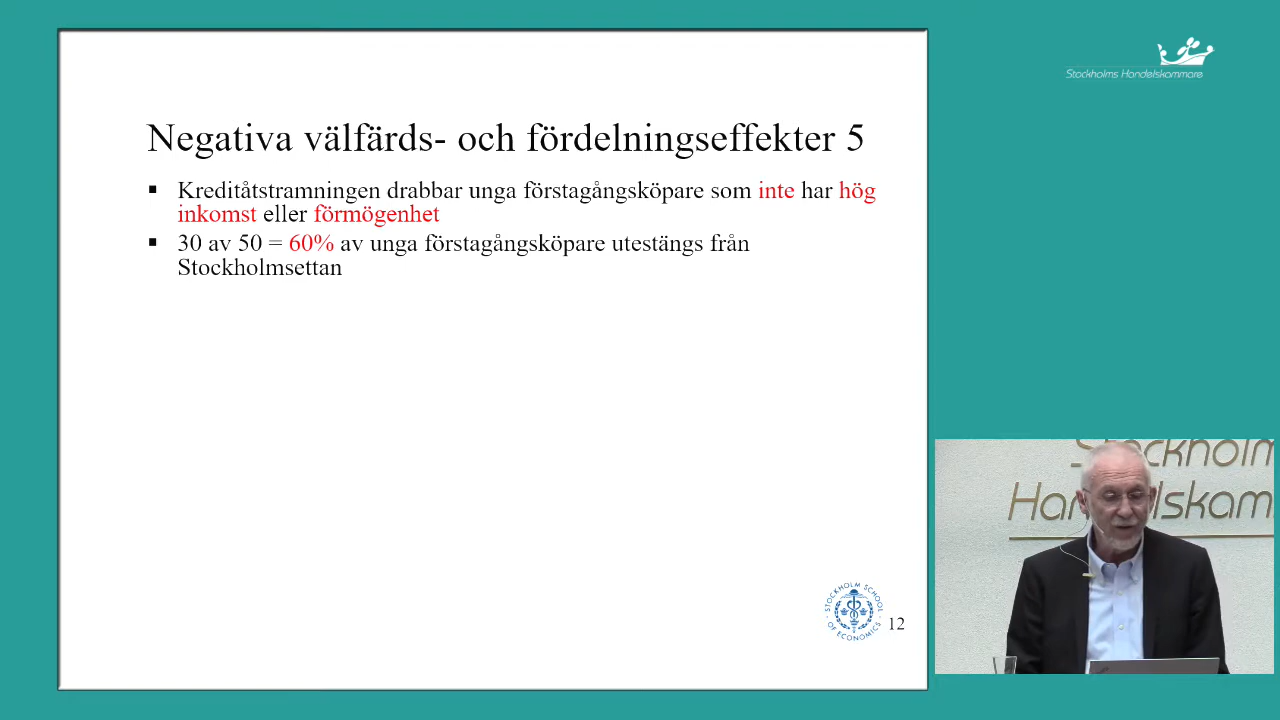 Stockholms Handelskammare
Negativa välfärds- och fördelningseffekter 5
▪ Kreditåtstramningen drabbar unga förstagångsköpare som inte har hög
inkomst eller förmögenhet
▪ 30 av 50 = 60% av unga förstagångsköpare utestängs från
Stockholmsettan
STOCKHOLM SCHOOL
· OF ECONOMICS ·
12
Stockholm
Handelskamm